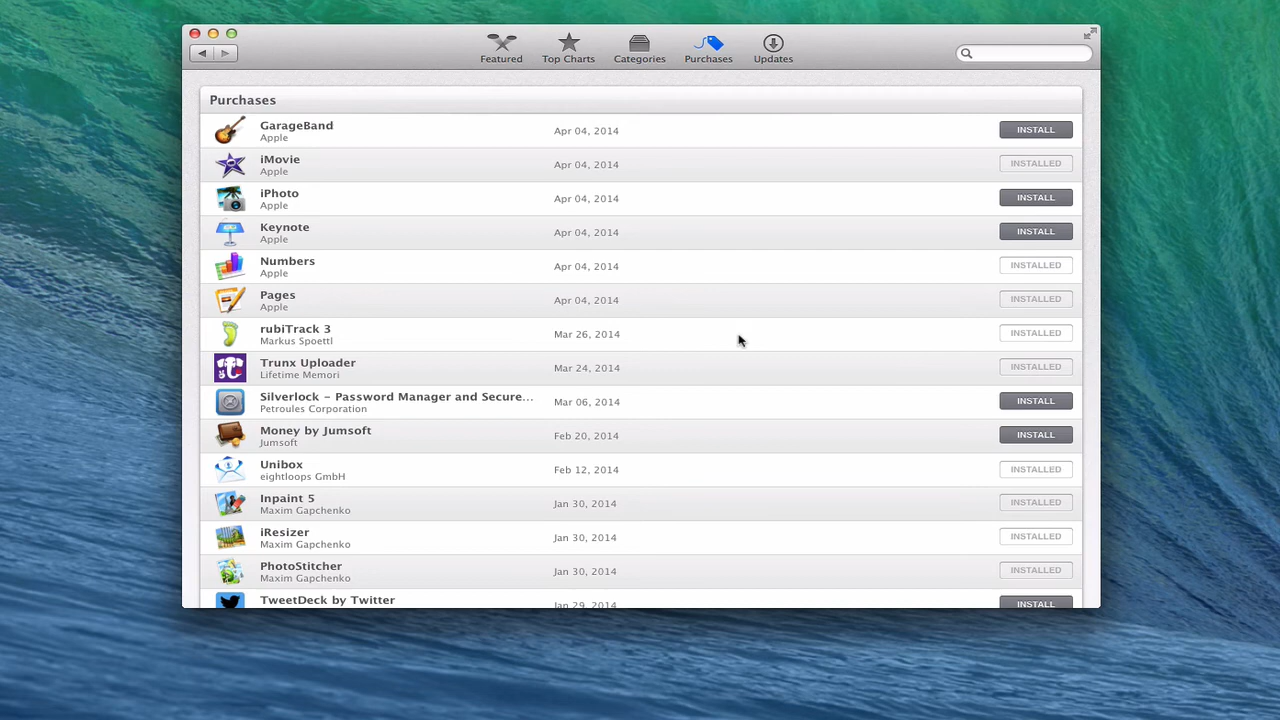 Featured
Top Charts
Categories
Purchases
Updates
Purchases
GarageBand
Apple
Apr 04, 2014
INSTALL
iMovie
Apple
Apr 04, 2014
INSTALLED
iPhoto
Apple
Apr 04, 2014
INSTALL
Keynote
Apple
Apr 04, 2014
INSTALL
Numbers
Apple
Apr 04, 2014
INSTALLED
Pages
Apple
Apr 04, 2014
INSTALLED
rubiTrack 3
Markus Spoettl
Mar 26, 2014
INSTALLED
Trunx Uploader
Lifetime Memori
Mar 24, 2014
INSTALLED
Silverlock – Password Manager and Secure...
Petroules Corporation
Mar 06, 2014
INSTALL
Money by Jumsoft
Jumsoft
Feb 20, 2014
INSTALL
Unibox
eightloops GmbH
Feb 12, 2014
INSTALLED
Inpaint 5
Maxim Gapchenko
Jan 30, 2014
INSTALLED
iResizer
Maxim Gapchenko
Jan 30, 2014
INSTALLED
PhotoStitcher
Maxim Gapchenko
Jan 30, 2014
INSTALLED
TweetDeck by Twitter
Jan 29, 2014
INSTALL